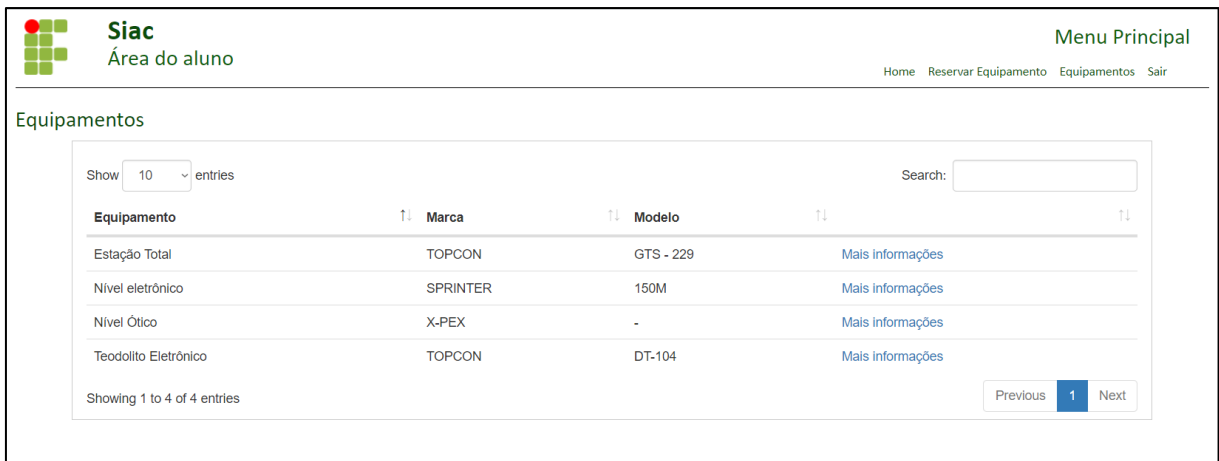 Siac
Área do aluno
Menu Principal
Home Reservar Equipamento Equipamentos Sair
Equipamentos
Show 10 entries Search:
Equipamento Marca Modelo
Estação Total TOPCON GTS - 229 Mais informações
Nível eletrônico SPRINTER 150M Mais informações
Nível Ótico X-PEX - Mais informações
Teodolito Eletrônico TOPCON DT-104 Mais informações
Showing 1 to 4 of 4 entries Previous 1 Next